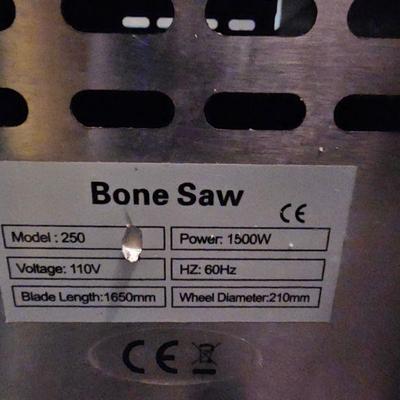 Bone Saw
CE
Model : 250 Power: 1500W
Voltage: 110V HZ: 60Hz
Blade Length:1650mm Wheel Diameter:210mm
CE